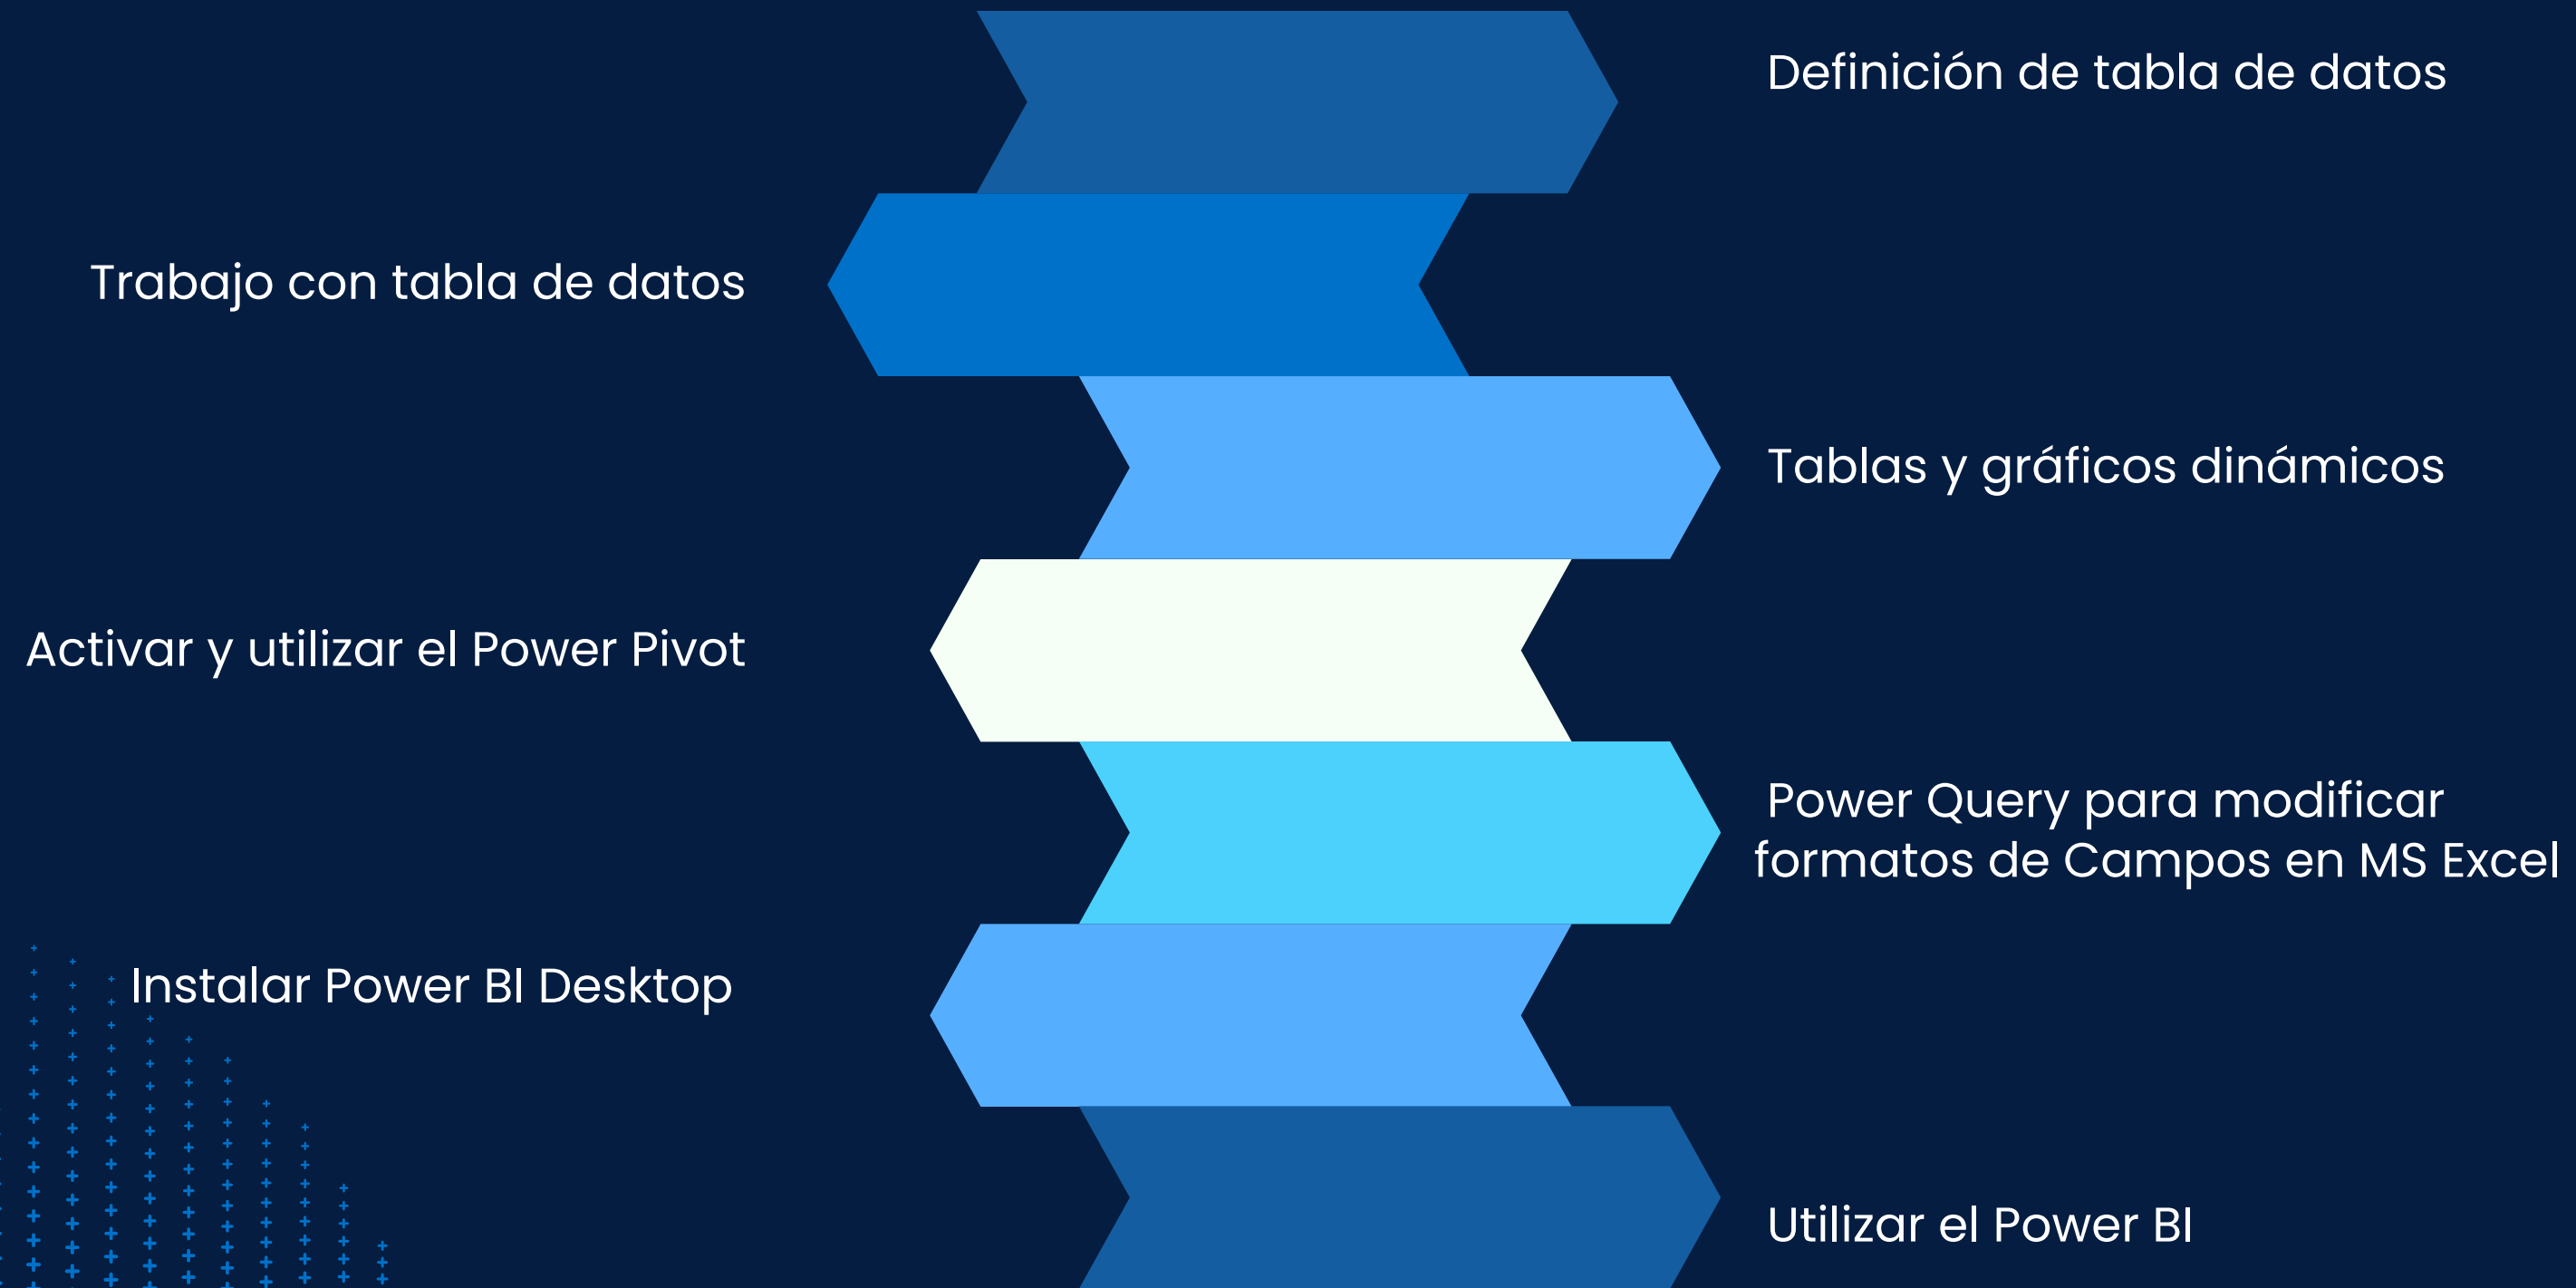 Definición de tabla de datos
Trabajo con tabla de datos
Tablas y gráficos dinámicos
Activar y utilizar el Power Pivot
Power Query para modificar
formatos de Campos en MS Excel
Instalar Power BI Desktop
Utilizar el Power BI